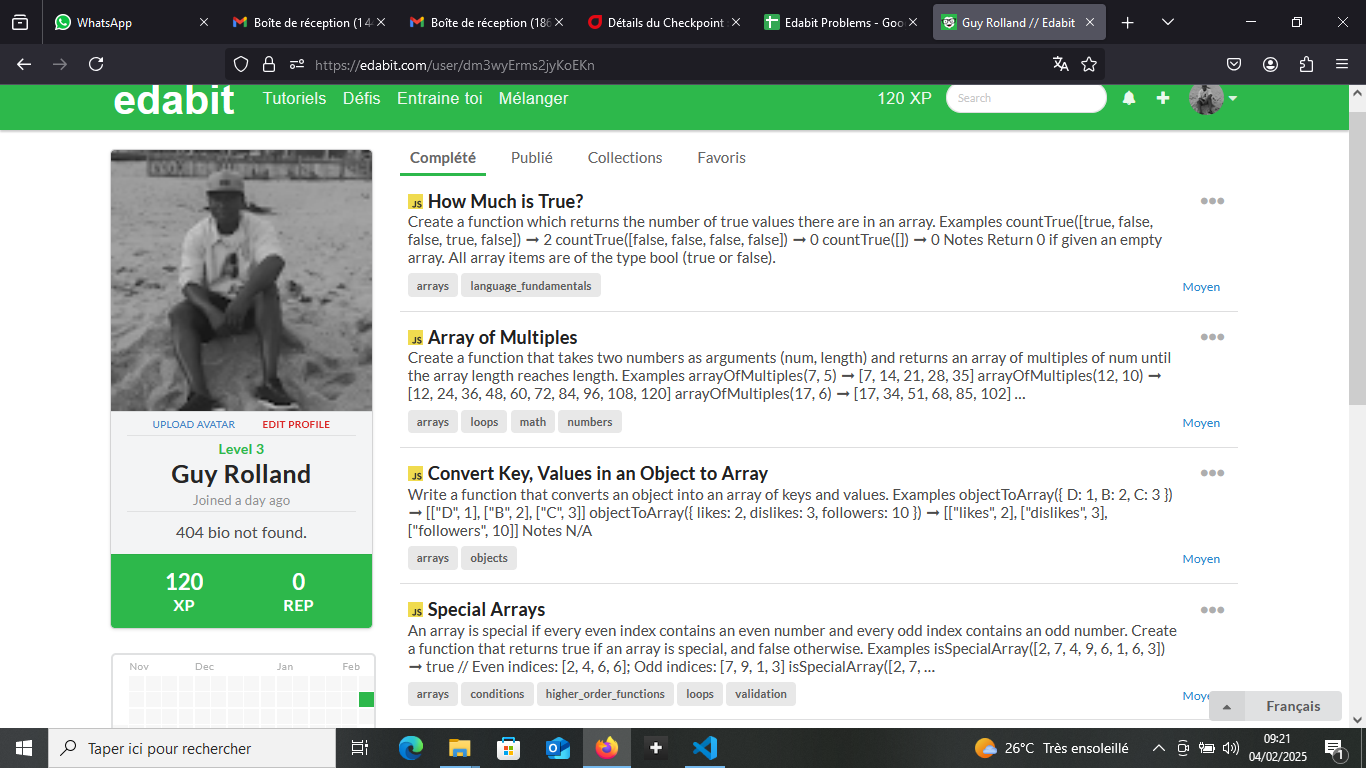 WhatsApp
Boîte de réception (1 4
Boîte de réception (186
Détails du Checkpoint
Edabit Problems - Goo
Guy Rolland // Edabit
https://edabit.com/user/dm3wyErms2jyKoEKn
edabit
Tutoriels Défis Entraine toi Mélanger
120 XP
Search
Complété Publié Collections Favoris
JS How Much is True?
Create a function which returns the number of true values there are in an array. Examples countTrue([true, false,
false, true, false]) ➞ 2 countTrue([false, false, false, false]) ➞ 0 countTrue([]) ➞ 0 Notes Return 0 if given an empty
array. All array items are of the type bool (true or false).
arrays language_fundamentals
Moyen
JS Array of Multiples
Create a function that takes two numbers as arguments (num, length) and returns an array of multiples of num until
the array length reaches length. Examples arrayOfMultiples(7, 5) ➞ [7, 14, 21, 28, 35] arrayOfMultiples(12, 10) ➞
[12, 24, 36, 48, 60, 72, 84, 96, 108, 120] arrayOfMultiples(17, 6) ➞ [17, 34, 51, 68, 85, 102] ...
arrays loops math numbers
Moyen
JS Convert Key, Values in an Object to Array
Write a function that converts an object into an array of keys and values. Examples objectToArray({ D: 1, B: 2, C: 3 })
➞ [["D", 1], ["B", 2], ["C", 3]] objectToArray({ likes: 2, dislikes: 3, followers: 10 }) ➞ [["likes", 2], ["dislikes", 3],
["followers", 10]] Notes N/A
arrays objects
Moyen
JS Special Arrays
An array is special if every even index contains an even number and every odd index contains an odd number. Create
a function that returns true if an array is special, and false otherwise. Examples isSpecialArray([2, 7, 4, 9, 6, 1, 6, 3])
➞ true // Even indices: [2, 4, 6, 6]; Odd indices: [7, 9, 1, 3] isSpecialArray([2, 7, ...
arrays conditions higher_order_functions loops validation
UPLOAD AVATAR EDIT PROFILE
Level 3
Guy Rolland
Joined a day ago
404 bio not found.
120
XP
0
REP
Nov Dec Jan Feb
Français
Taper ici pour rechercher
26°C Très ensoleillé
09:21
04/02/2025
1